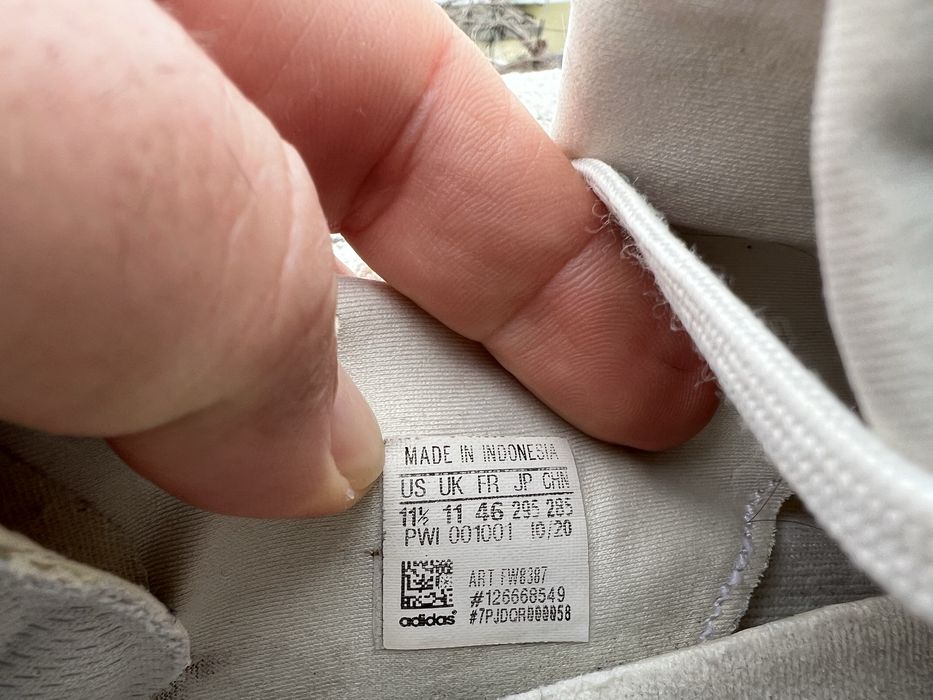 MADE IN INDONESIA
US UK FR JP CHN
11½ 11 46 295 285
PWI 001001 10/20
ART FW8387
#126668549
adidas #7PJDQR000058